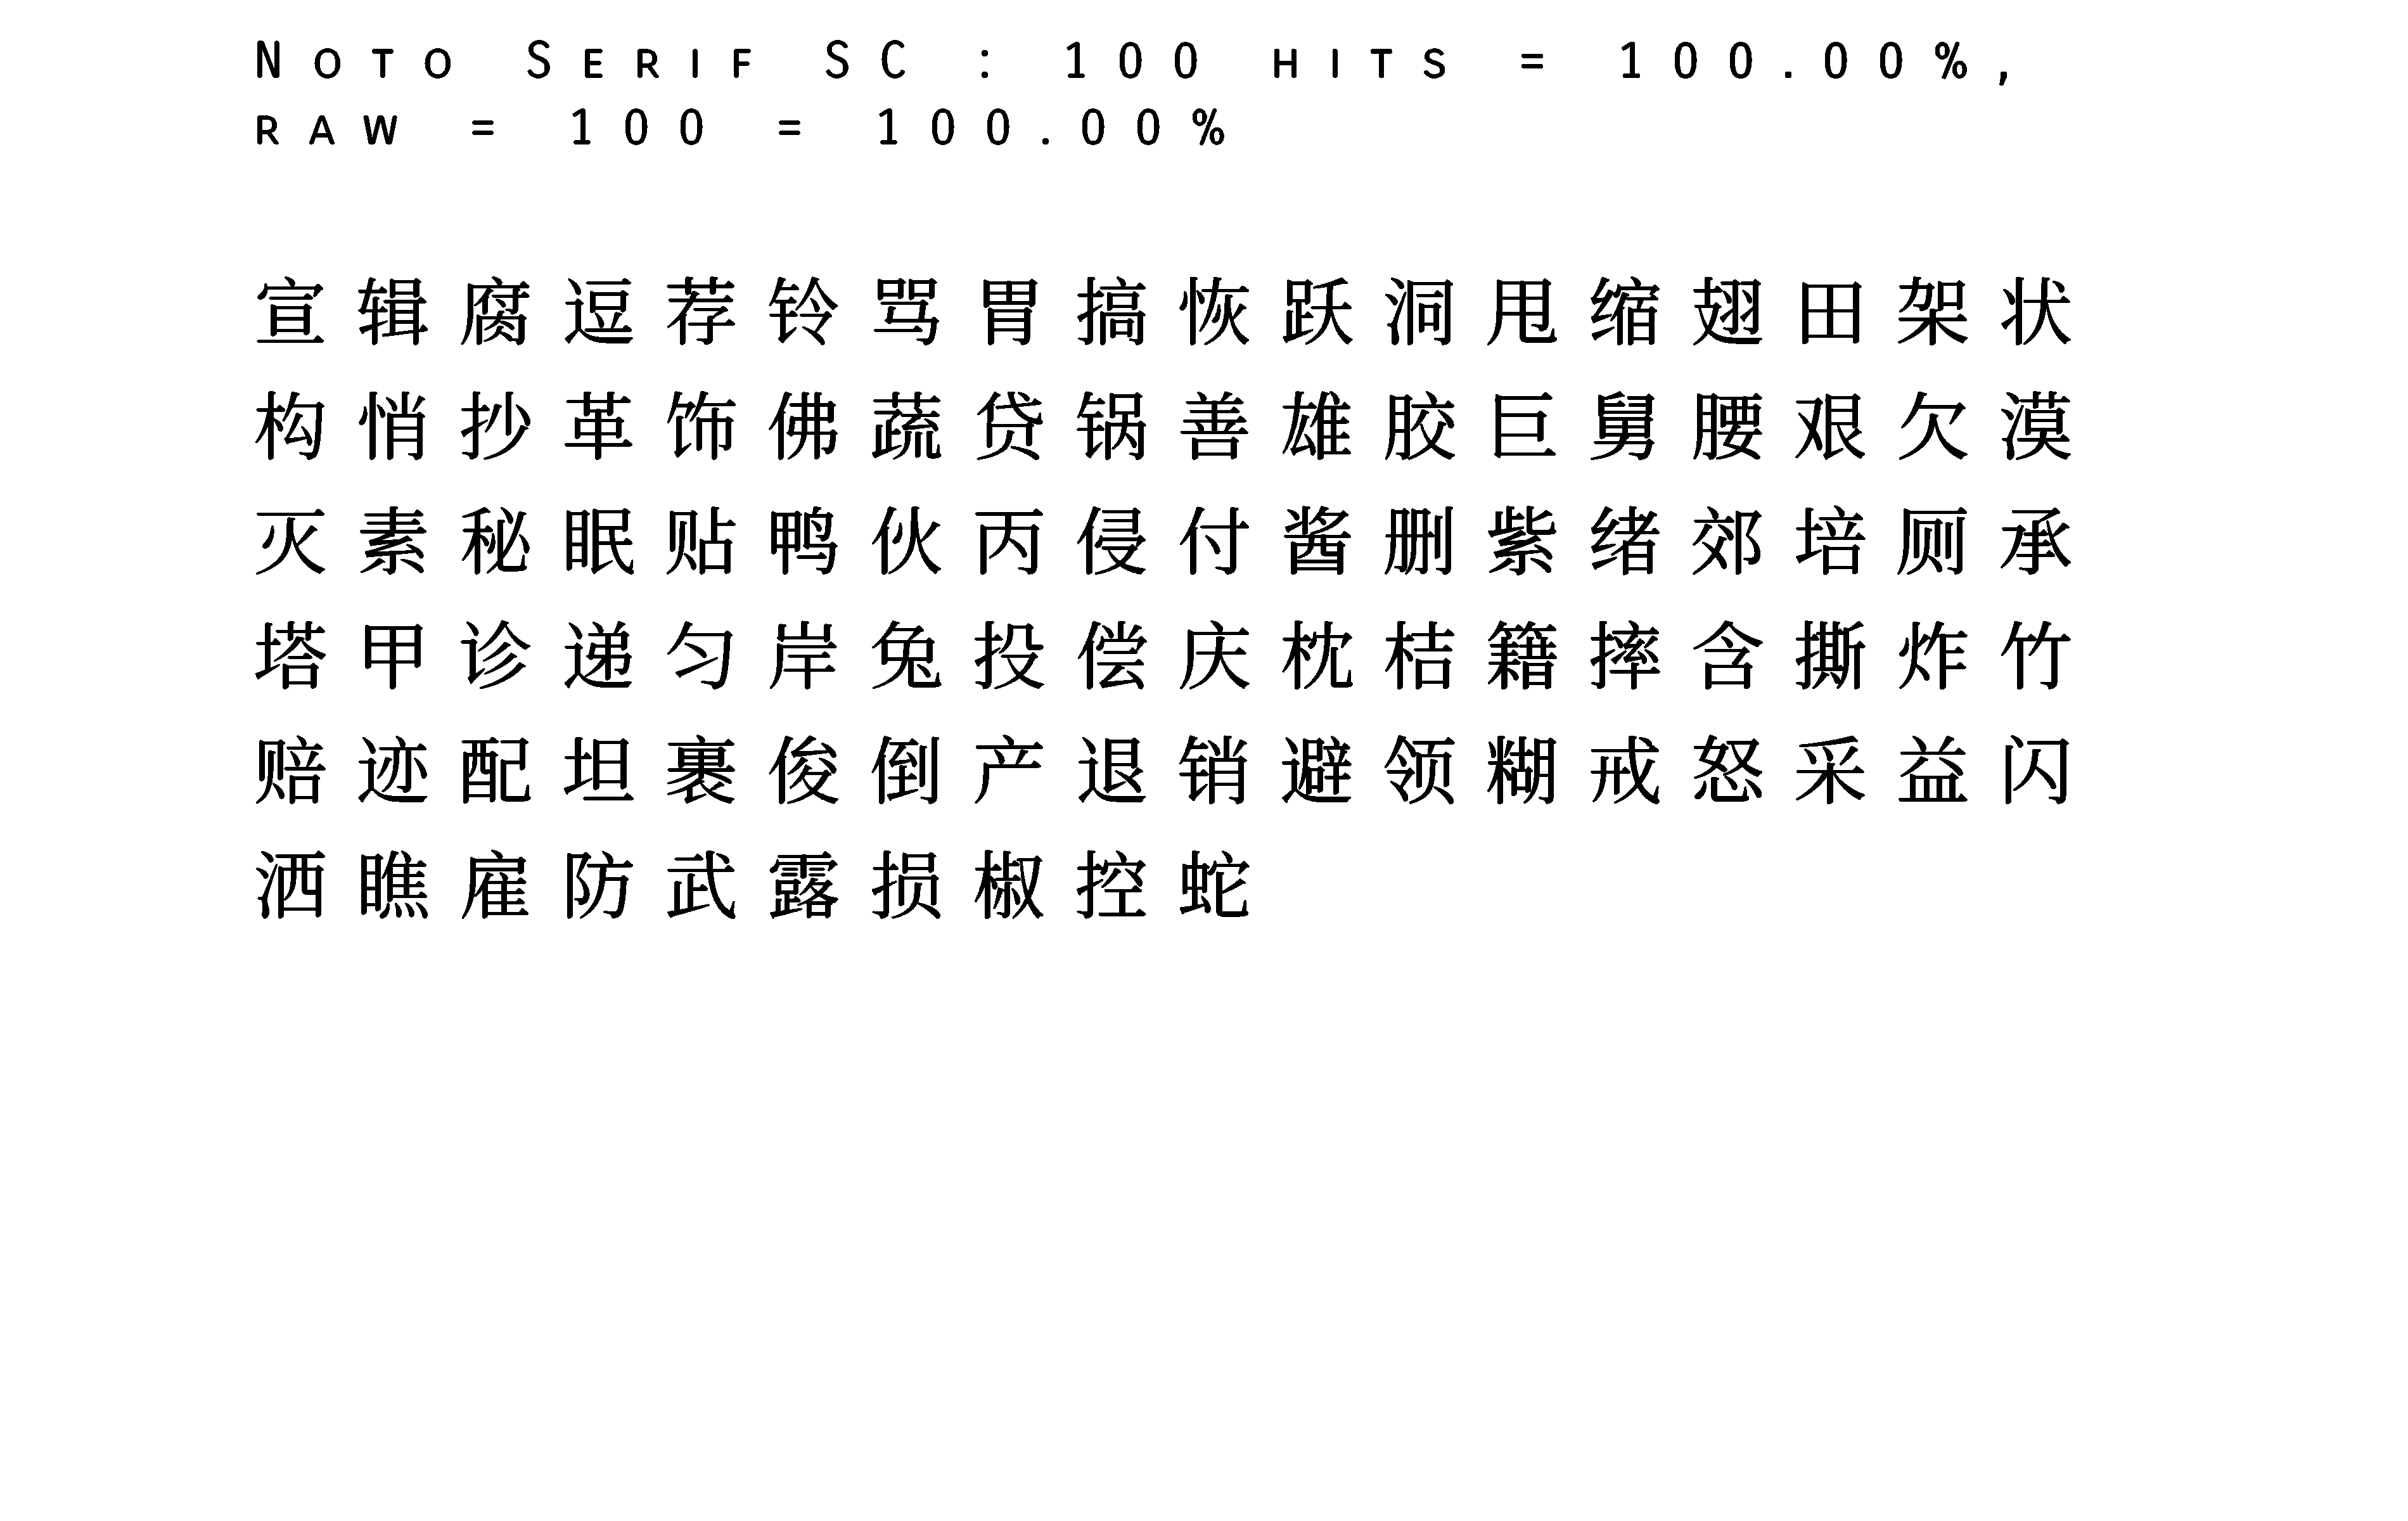 Noto Serif SC : 100 hits = 100.00%,
raw = 100 = 100.00%
宣辑腐逗荐铃骂胃搞恢跃洞甩缩翅田架状
构悄抄革饰佛蔬贷锅善雄胶巨舅腰艰欠漠
灭素秘眠贴鸭伙丙侵付酱删紫绪郊培厕承
塔甲诊递匀岸兔投偿庆枕桔籍摔含撕炸竹
赔迹配坦裹俊倒产退销避领糊戒怒采益闪
洒瞧雇防武露损椒控蛇